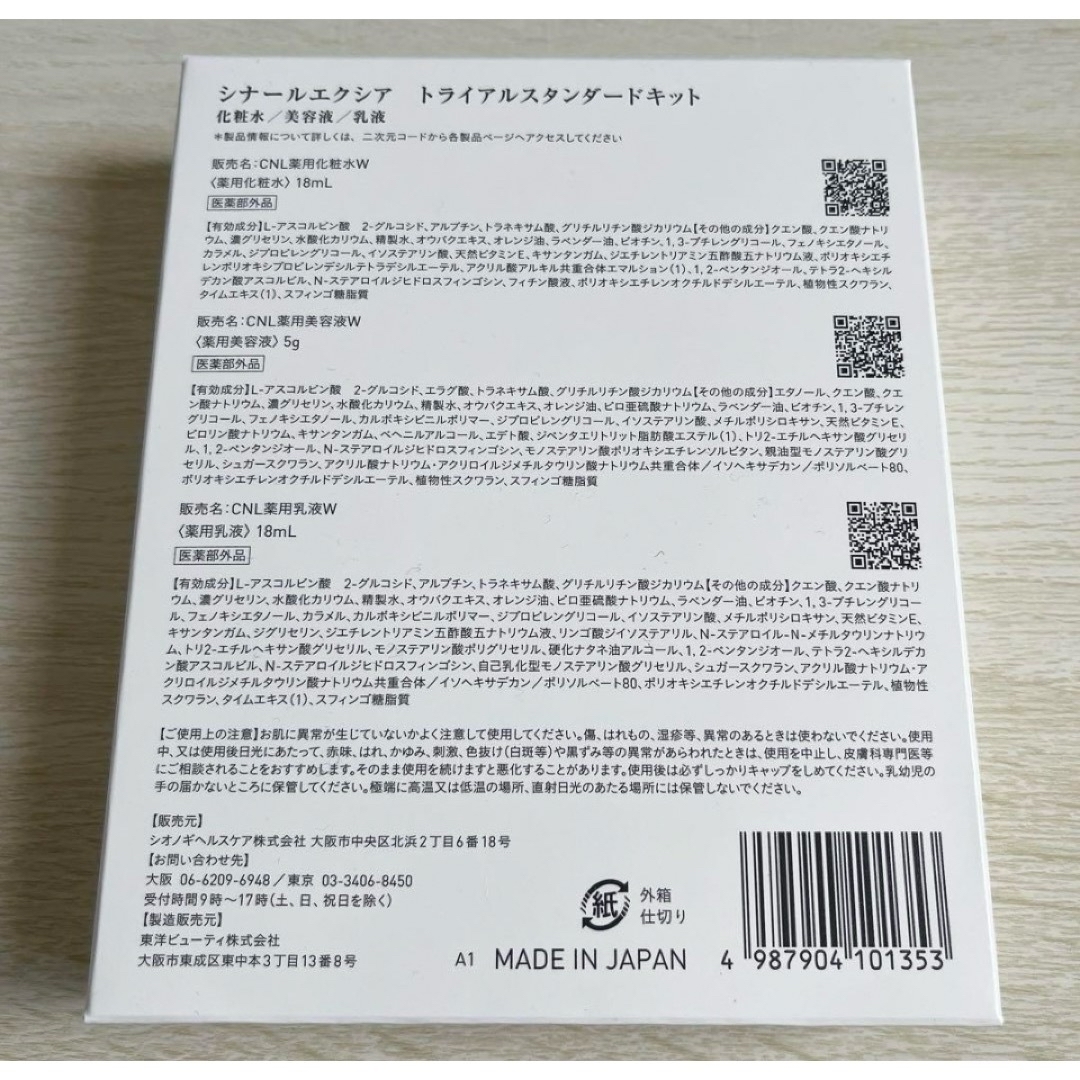 シナールエクシア　トライアルスタンダードキット
化粧水／美容液／乳液
＊製品情報について詳しくは、二次元コードから各製品ページへアクセスしてください
販売名：CNL薬用化粧水W
〈薬用化粧水〉18mL
医薬部外品
【有効成分】L-アスコルビン酸　2-グルコシド、アルブチン、トラネキサム酸、グリチルリチン酸ジカリウム【その他の成分】クエン酸、クエン酸ナトリ
ウム、濃グリセリン、水酸化カリウム、精製水、オウバクエキス、オレンジ油、ラベンダー油、ビオチン、1,3-ブチレングリコール、フェノキシエタノール、
カラメル、ジプロピレングリコール、イソステアリン酸、天然ビタミンE、キサンタンガム、ジエチレントリアミン五酢酸五ナトリウム液、ポリオキシエチ
レンポリオキシプロピレンデシルテトラデシルエーテル、アクリル酸アルキル共重合体エマルション（1）、1,2-ペンタンジオール、テトラ2-ヘキシル
デカン酸アスコルビル、N-ステアロイルジヒドロスフィンゴシン、フィチン酸液、ポリオキシエチレンオクチルドデシルエーテル、植物性スクワラン、
タイムエキス（1）、スフィンゴ糖脂質
販売名：CNL薬用美容液W
〈薬用美容液〉5g
医薬部外品
【有効成分】L-アスコルビン酸　2-グルコシド、エラグ酸、トラネキサム酸、グリチルリチン酸ジカリウム【その他の成分】エタノール、クエン酸、クエ
ン酸ナトリウム、濃グリセリン、水酸化カリウム、精製水、オウバクエキス、オレンジ油、ピロ亜硫酸ナトリウム、ラベンダー油、ビオチン、1,3-ブチレング
リコール、フェノキシエタノール、カルボキシビニルポリマー、ジプロピレングリコール、イソステアリン酸、メチルポリシロキサン、天然ビタミンE、
ピロリン酸ナトリウム、キサンタンガム、ベヘニルアルコール、エデト酸、ジペンタエリトリット脂肪酸エステル（1）、トリ2-エチルヘキサン酸グリセリ
ル、1,2-ペンタンジオール、N-ステアロイルジヒドロスフィンゴシン、モノステアリン酸ポリオキシエチレンソルビタン、親油型モノステアリン酸グリ
セリル、シュガースクワラン、アクリル酸ナトリウム・アクリロイルジメチルタウリン酸ナトリウム共重合体／イソヘキサデカン／ポリソルベート80、
ポリオキシエチレンオクチルドデシルエーテル、植物性スクワラン、スフィンゴ糖脂質
販売名：CNL薬用乳液W
〈薬用乳液〉18mL
医薬部外品
【有効成分】L-アスコルビン酸　2-グルコシド、アルブチン、トラネキサム酸、グリチルリチン酸ジカリウム【その他の成分】クエン酸、クエン酸ナトリ
ウム、濃グリセリン、水酸化カリウム、精製水、オウバクエキス、オレンジ油、ピロ亜硫酸ナトリウム、ラベンダー油、ビオチン、1,3-ブチレングリコー
ル、フェノキシエタノール、カラメル、カルボキシビニルポリマー、ジプロピレングリコール、イソステアリン酸、メチルポリシロキサン、天然ビタミンE、
キサンタンガム、ジグリセリン、ジエチレントリアミン五酢酸五ナトリウム液、リンゴ酸ジイソステアリル、N-ステアロイル-N-メチルタウリンナトリウ
ム、トリ2-エチルヘキサン酸グリセリル、モノステアリン酸ポリグリセリル、硬化ナタネ油アルコール、1,2-ペンタンジオール、テトラ2-ヘキシルデカ
ン酸アスコルビル、N-ステアロイルジヒドロスフィンゴシン、自己乳化型モノステアリン酸グリセリル、シュガースクワラン、アクリル酸ナトリウム・ア
クリロイルジメチルタウリン酸ナトリウム共重合体／イソヘキサデカン／ポリソルベート80、ポリオキシエチレンオクチルドデシルエーテル、植物性
スクワラン、タイムエキス（1）、スフィンゴ糖脂質
【ご使用上の注意】お肌に異常が生じていないかよく注意して使用してください。傷、はれもの、湿疹等、異常のあるときは使わないでください。使用
中、又は使用後日光にあたって、赤味、はれ、かゆみ、刺激、色抜け（白斑等）や黒ずみ等の異常があらわれたときは、使用を中止し、皮膚科専門医等
にご相談されることをおすすめします。そのまま使用を続けますと悪化することがあります。使用後は必ずしっかりキャップをしめてください。乳幼児の
手の届かないところに保管してください。極端に高温又は低温の場所、直射日光のあたる場所には保管しないでください。
【販売元】
シオノギヘルスケア株式会社 大阪市中央区北浜2丁目6番18号
【お問い合わせ先】
大阪 06-6209-6948／東京 03-3406-8450
受付時間9時～17時（土、日、祝日を除く）
【製造販売元】
東洋ビューティ株式会社
大阪市東成区東中本3丁目13番8号
紙
外箱
仕切り
A1 MADE IN JAPAN
4 987904 101353